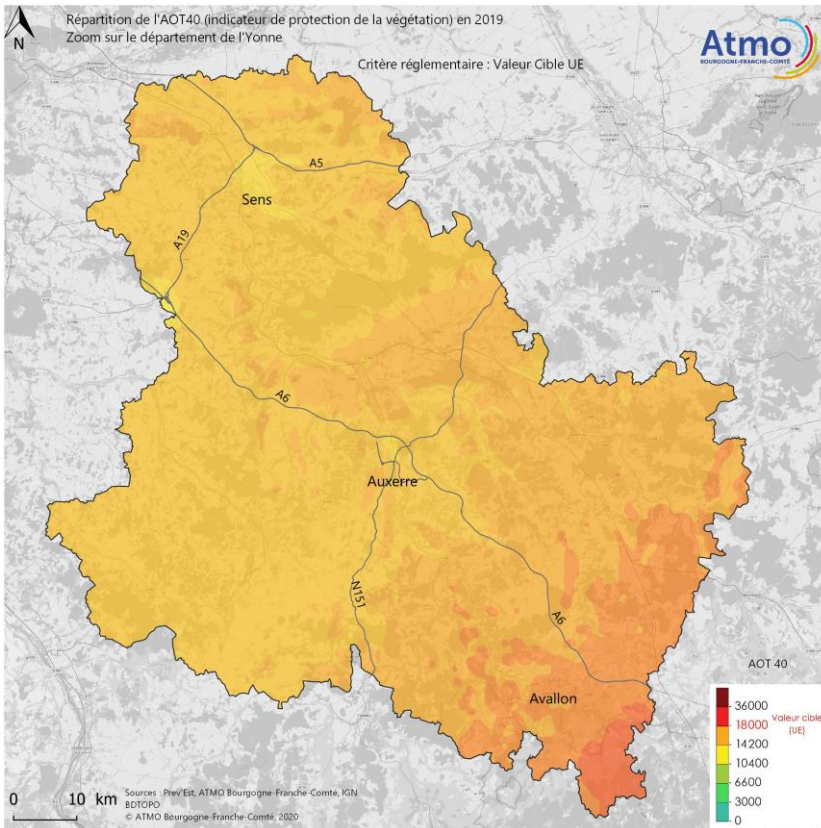 Répartition de l'AOT40 (indicateur de protection de la végétation) en 2019
Zoom sur le département de l'Yonne
N
Critère réglementaire : Valeur Cible UE
Atmo
BOURGOGNE-FRANCHE-COMTÉ
A5
Sens
A19
A6
Auxerre
N151
A6
Avallon
AOT 40
36000
18000 Valeur cible
(UE)
14200
10400
6600
3000
0
0 10 km
Sources : Prev'Est, ATMO Bourgogne-Franche-Comté, IGN
BDTOPO
© ATMO Bourgogne-Franche-Comté, 2020